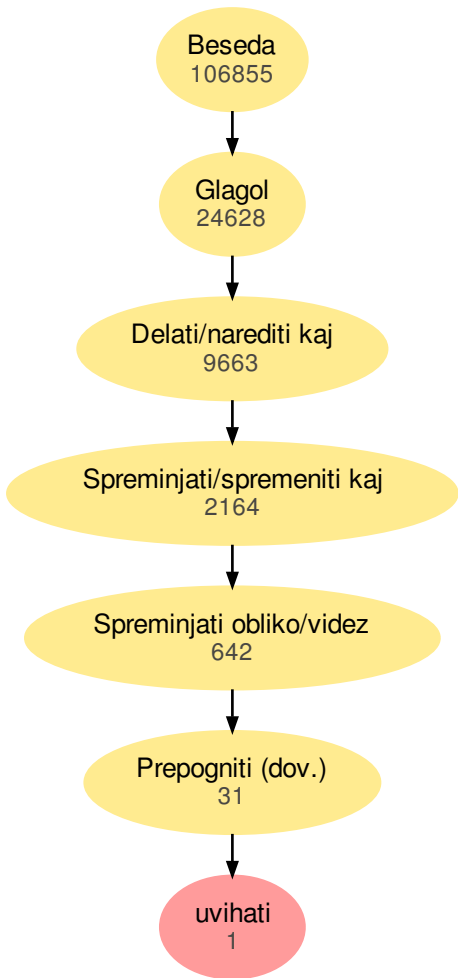 Beseda
106855
Glagol
24628
Delati/narediti kaj
9663
Spreminjati/spremeniti kaj
2164
Spreminjati obliko/videz
642
Prepogniti (dov.)
31
uvihati
1